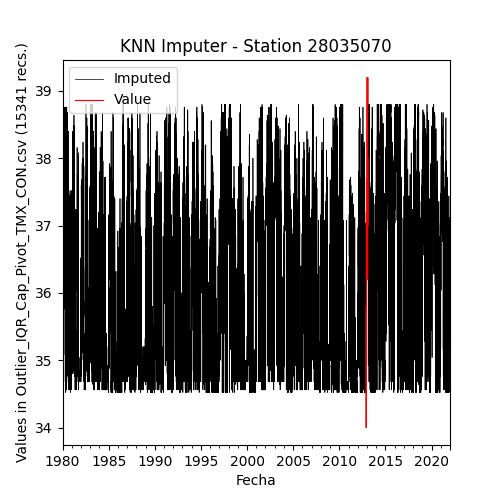 KNN Imputer - Station 28035070
Values in Outlier_IQR_Cap_Pivot_TMX_CON.csv (15341 recs.)
Imputed
Value
39
38
37
36
35
34
1980 1985 1990 1995 2000 2005 2010 2015 2020
Fecha